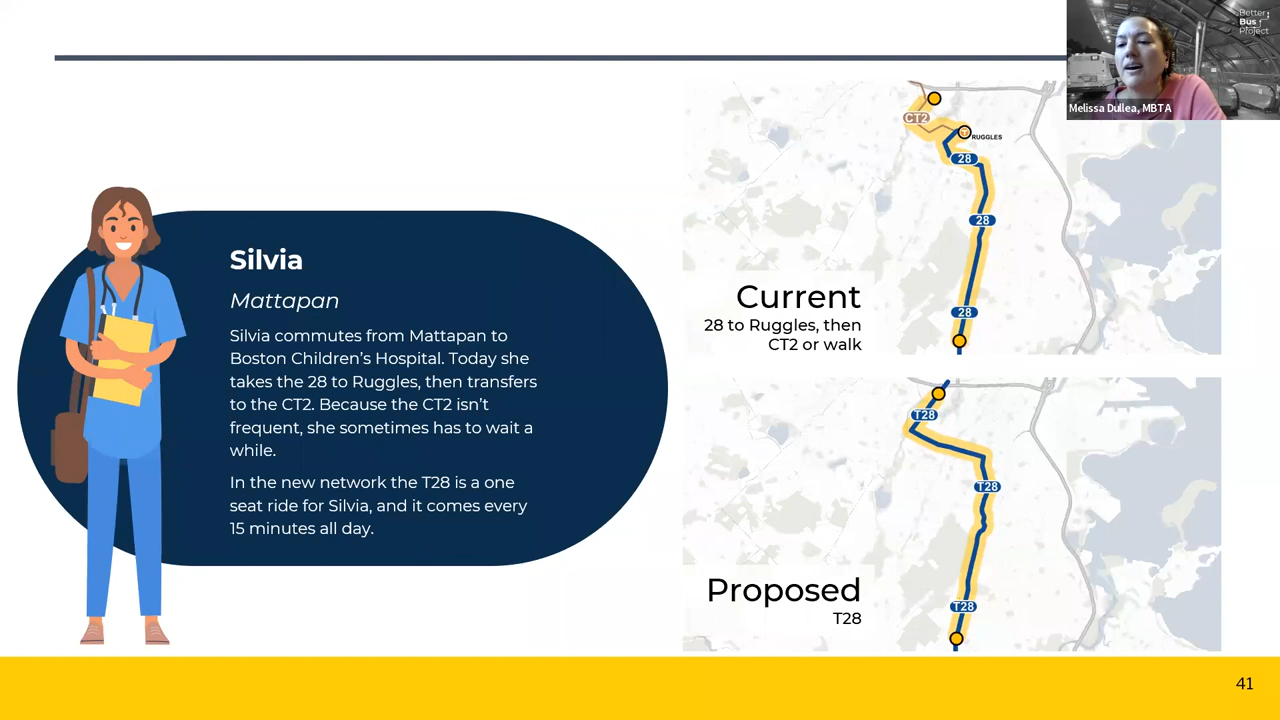 Better
Bus
Project
Melissa Dullea, MBTA
Silvia
Mattapan
Silvia commutes from Mattapan to
Boston Children’s Hospital. Today she
takes the 28 to Ruggles, then transfers
to the CT2. Because the CT2 isn’t
frequent, she sometimes has to wait a
while.
In the new network the T28 is a one
seat ride for Silvia, and it comes every
15 minutes all day.
CT2
RUGGLES
28
28
28
Current
28 to Ruggles, then
CT2 or walk
T28
T28
T28
Proposed
T28
41